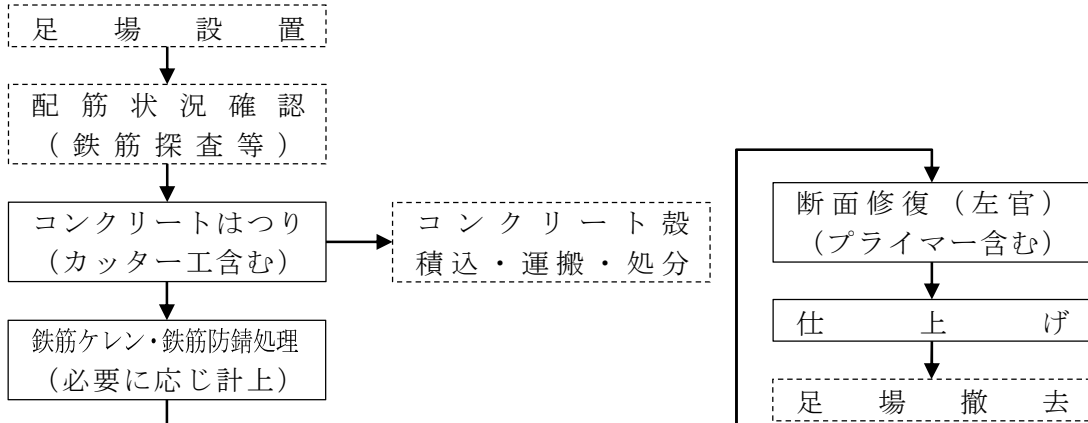 足場設置
配筋状況確認
(鉄筋探査等)
コンクリートはつり
(カッター工含む)
コンクリート殻
積込・運搬・処分
鉄筋ケレン・鉄筋防錆処理
(必要に応じ計上)
断面修復(左官)
(プライマー含む)
仕上げ
足場撤去